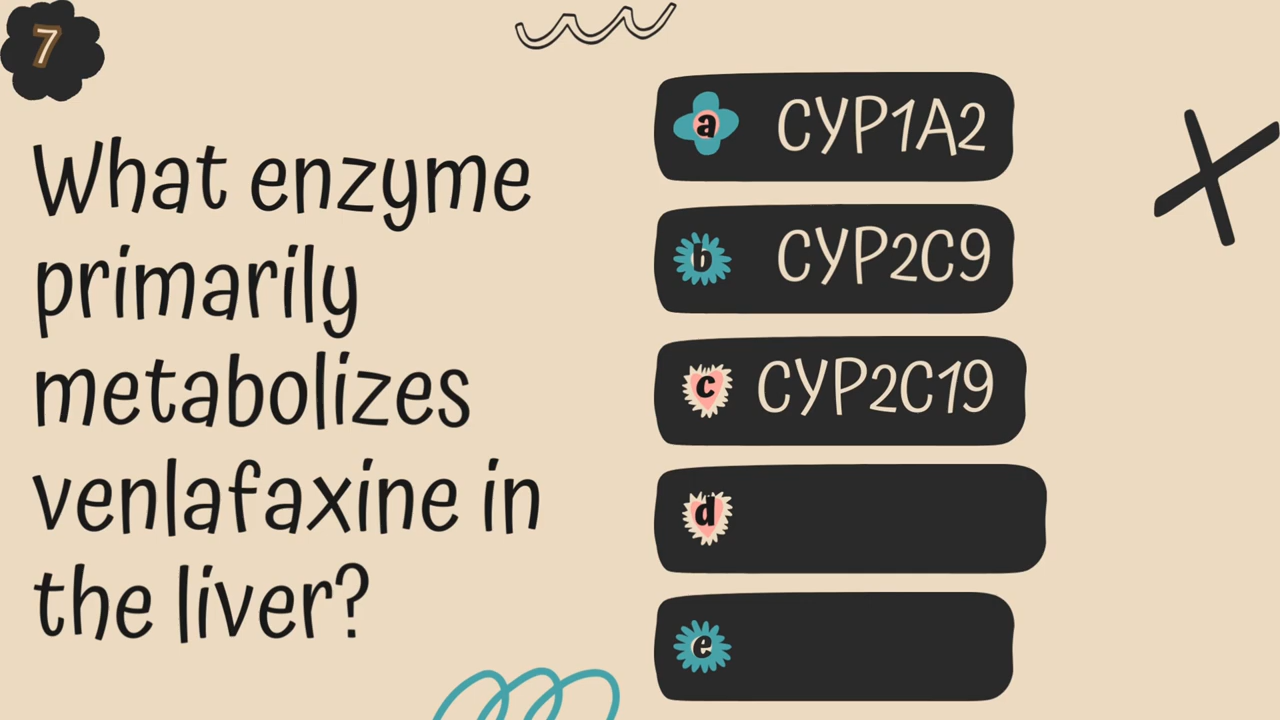 7
What enzyme
primarily
metabolizes
venlafaxine in
the liver?
a CYP1A2
b CYP2C9
c CYP2C19
d
e